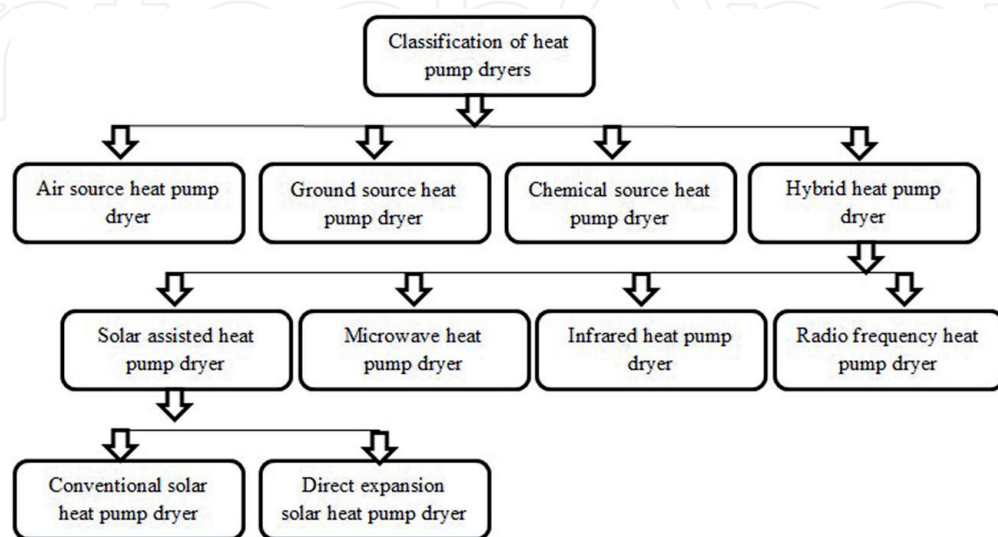 Classification of heat
pump dryers
Air source heat pump
dryer
Ground source heat
pump dryer
Chemical source heat
pump dryer
Hybrid heat pump
dryer
Solar assisted heat
pump dryer
Microwave heat
pump dryer
Infrared heat pump
dryer
Radio frequency heat
pump dryer
Conventional solar
heat pump dryer
Direct expansion
solar heat pump dryer